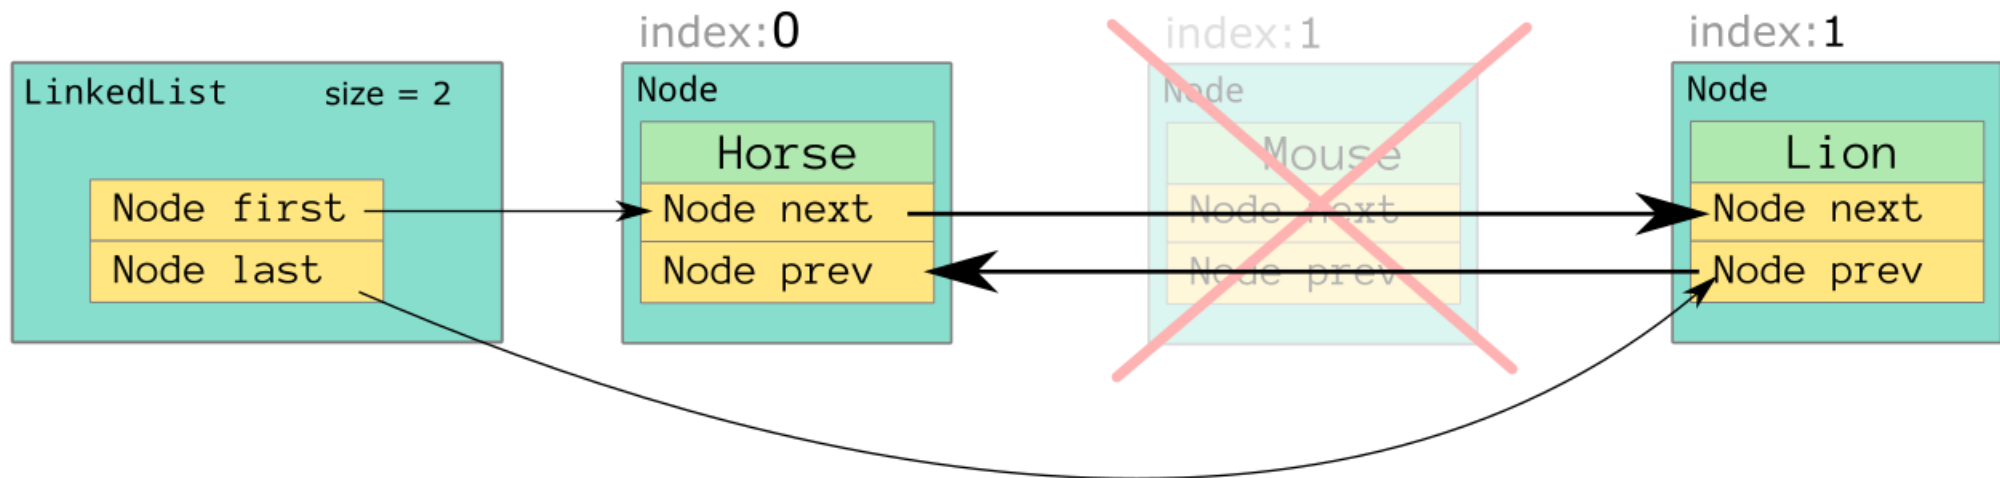 index:0
index:1
index:1
LinkedList size = 2
Node first
Node last
Node
Horse
Node next
Node prev
Node
Mouse
Node next
Node prev
Node
Lion
Node next
Node prev